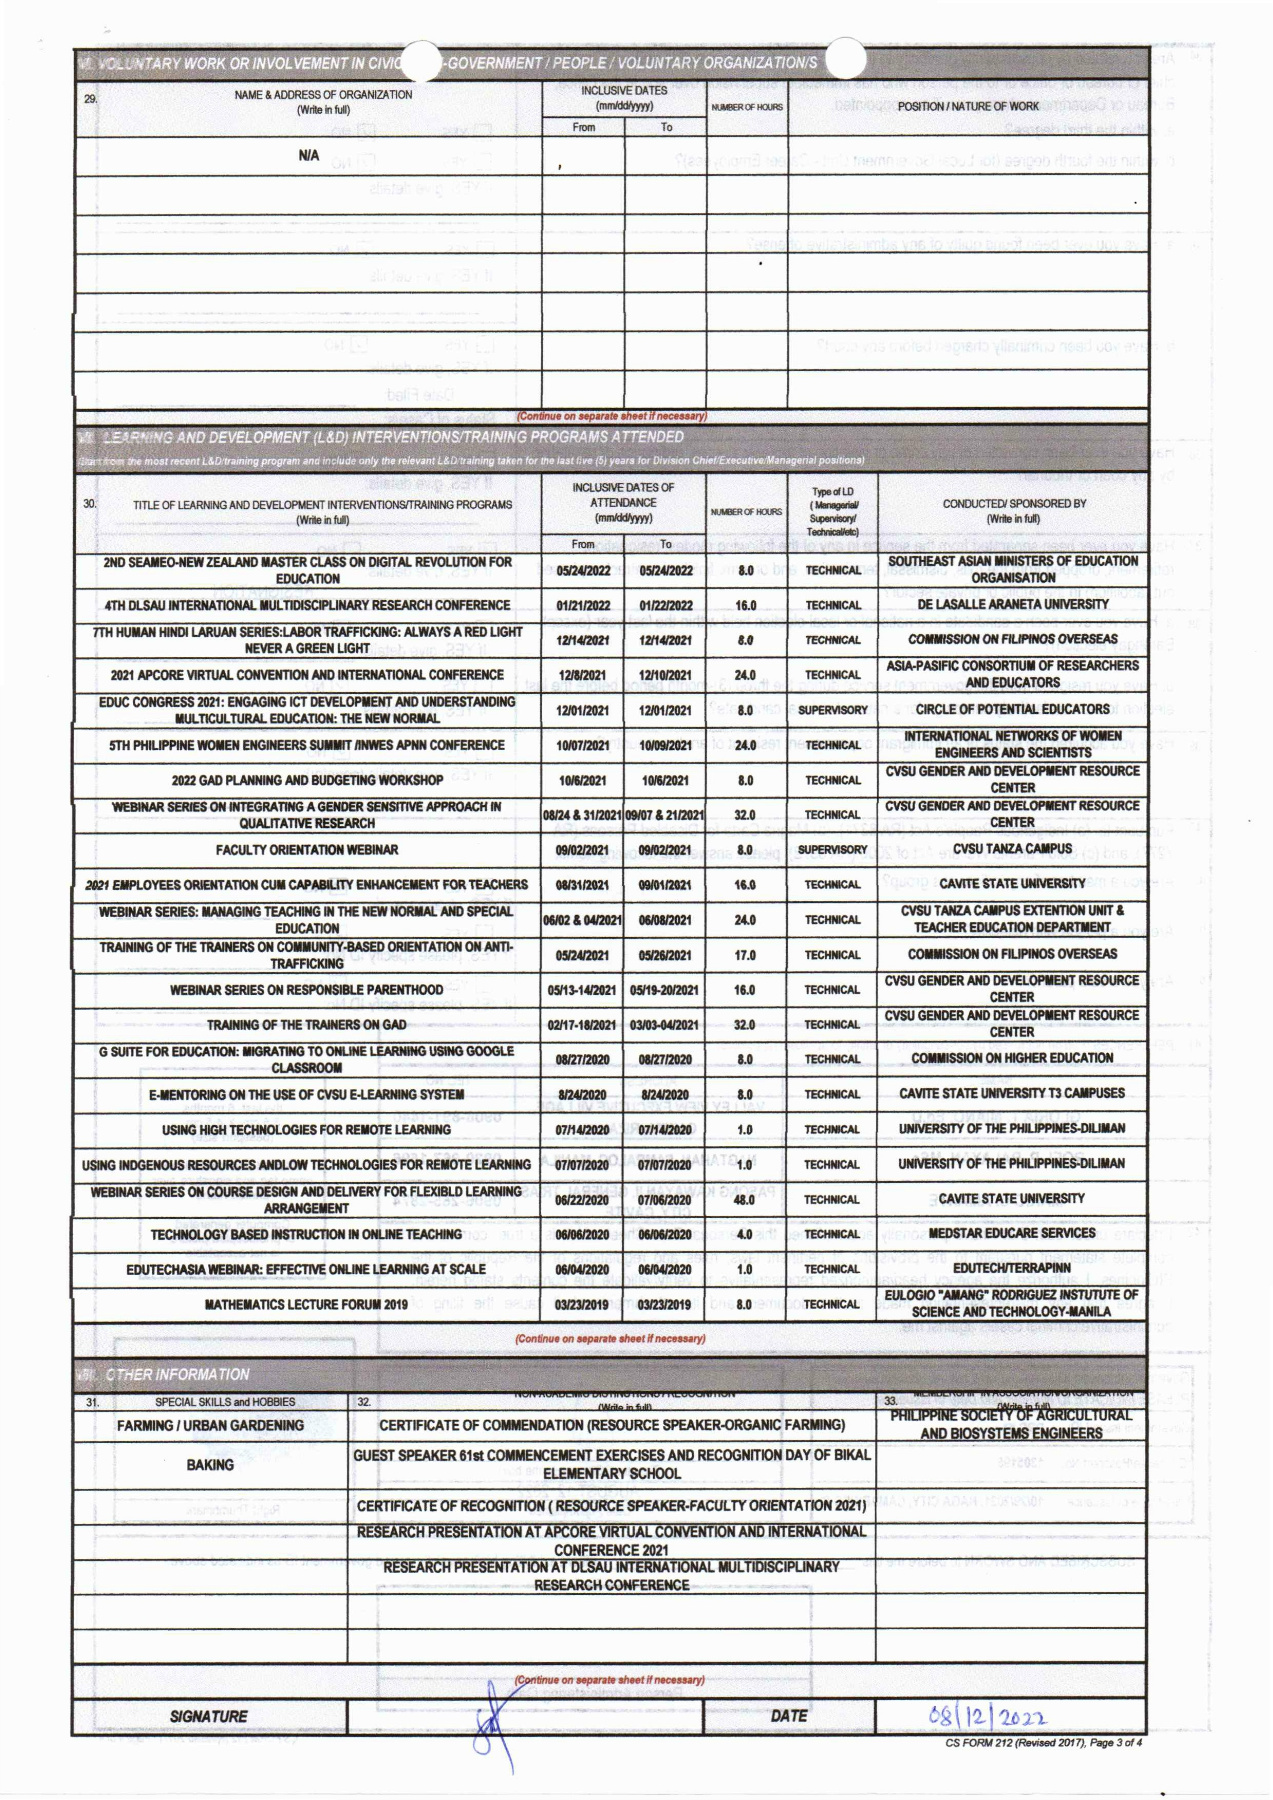 VI. VOLUNTARY WORK OR INVOLVEMENT IN CIVIC -GOVERNMENT / PEOPLE / VOLUNTARY ORGANIZATION/S
29.
NAME & ADDRESS OF ORGANIZATION
(Write in full)
INCLUSIVE DATES
(mm/dd/yyyy)
From To
NUMBER OF HOURS
POSITION / NATURE OF WORK
N/A
(Continue on separate sheet if necessary)
VII. LEARNING AND DEVELOPMENT (L&D) INTERVENTIONS/TRAINING PROGRAMS ATTENDED
(Start from the most recent L&D/training program and include only the relevant L&D/training taken for the last five (5) years for Division Chief/Executive/Managerial positions)
30.
TITLE OF LEARNING AND DEVELOPMENT INTERVENTIONS/TRAINING PROGRAMS
(Write in full)
INCLUSIVE DATES OF
ATTENDANCE
(mm/dd/yyyy)
From To
NUMBER OF HOURS
Type of LD
( Managerial/
Supervisory/
Technical/etc)
CONDUCTED/ SPONSORED BY
(Write in full)
2ND SEAMEO-NEW ZEALAND MASTER CLASS ON DIGITAL REVOLUTION FOR
EDUCATION
05/24/2022 05/24/2022 8.0 TECHNICAL
SOUTHEAST ASIAN MINISTERS OF EDUCATION
ORGANISATION
4TH DLSAU INTERNATIONAL MULTIDISCIPLINARY RESEARCH CONFERENCE 01/21/2022 01/22/2022 16.0 TECHNICAL DE LASALLE ARANETA UNIVERSITY
7TH HUMAN HINDI LARUAN SERIES:LABOR TRAFFICKING: ALWAYS A RED LIGHT
NEVER A GREEN LIGHT
12/14/2021 12/14/2021 8.0 TECHNICAL COMMISSION ON FILIPINOS OVERSEAS
2021 APCORE VIRTUAL CONVENTION AND INTERNATIONAL CONFERENCE 12/8/2021 12/10/2021 24.0 TECHNICAL
ASIA-PASIFIC CONSORTIUM OF RESEARCHERS
AND EDUCATORS
EDUC CONGRESS 2021: ENGAGING ICT DEVELOPMENT AND UNDERSTANDING
MULTICULTURAL EDUCATION: THE NEW NORMAL
12/01/2021 12/01/2021 8.0 SUPERVISORY CIRCLE OF POTENTIAL EDUCATORS
5TH PHILIPPINE WOMEN ENGINEERS SUMMIT /INWES APNN CONFERENCE 10/07/2021 10/09/2021 24.0 TECHNICAL
INTERNATIONAL NETWORKS OF WOMEN
ENGINEERS AND SCIENTISTS
2022 GAD PLANNING AND BUDGETING WORKSHOP 10/6/2021 10/6/2021 8.0 TECHNICAL
CVSU GENDER AND DEVELOPMENT RESOURCE
CENTER
WEBINAR SERIES ON INTEGRATING A GENDER SENSITIVE APPROACH IN
QUALITATIVE RESEARCH
08/24 & 31/2021 09/07 & 21/2021 32.0 TECHNICAL
CVSU GENDER AND DEVELOPMENT RESOURCE
CENTER
FACULTY ORIENTATION WEBINAR 09/02/2021 09/02/2021 8.0 SUPERVISORY CVSU TANZA CAMPUS
2021 EMPLOYEES ORIENTATION CUM CAPABILITY ENHANCEMENT FOR TEACHERS 08/31/2021 09/01/2021 16.0 TECHNICAL CAVITE STATE UNIVERSITY
WEBINAR SERIES: MANAGING TEACHING IN THE NEW NORMAL AND SPECIAL
EDUCATION
06/02 & 04/2021 06/08/2021 24.0 TECHNICAL
CVSU TANZA CAMPUS EXTENTION UNIT &
TEACHER EDUCATION DEPARTMENT
TRAINING OF THE TRAINERS ON COMMUNITY-BASED ORIENTATION ON ANTI-
TRAFFICKING
05/24/2021 05/26/2021 17.0 TECHNICAL COMMISSION ON FILIPINOS OVERSEAS
WEBINAR SERIES ON RESPONSIBLE PARENTHOOD 05/13-14/2021 05/19-20/2021 16.0 TECHNICAL
CVSU GENDER AND DEVELOPMENT RESOURCE
CENTER
TRAINING OF THE TRAINERS ON GAD 02/17-18/2021 03/03-04/2021 32.0 TECHNICAL
CVSU GENDER AND DEVELOPMENT RESOURCE
CENTER
G SUITE FOR EDUCATION: MIGRATING TO ONLINE LEARNING USING GOOGLE
CLASSROOM
08/27/2020 08/27/2020 8.0 TECHNICAL COMMISSION ON HIGHER EDUCATION
E-MENTORING ON THE USE OF CVSU E-LEARNING SYSTEM 8/24/2020 8/24/2020 8.0 TECHNICAL CAVITE STATE UNIVERSITY T3 CAMPUSES
USING HIGH TECHNOLOGIES FOR REMOTE LEARNING 07/14/2020 07/14/2020 1.0 TECHNICAL UNIVERSITY OF THE PHILIPPINES-DILIMAN
USING INDGENOUS RESOURCES ANDLOW TECHNOLOGIES FOR REMOTE LEARNING 07/07/2020 07/07/2020 1.0 TECHNICAL UNIVERSITY OF THE PHILIPPINES-DILIMAN
WEBINAR SERIES ON COURSE DESIGN AND DELIVERY FOR FLEXIBLD LEARNING
ARRANGEMENT
06/22/2020 07/06/2020 48.0 TECHNICAL CAVITE STATE UNIVERSITY
TECHNOLOGY BASED INSTRUCTION IN ONLINE TEACHING 06/06/2020 06/06/2020 4.0 TECHNICAL MEDSTAR EDUCARE SERVICES
EDUTECHASIA WEBINAR: EFFECTIVE ONLINE LEARNING AT SCALE 06/04/2020 06/04/2020 1.0 TECHNICAL EDUTECH/TERRAPINN
MATHEMATICS LECTURE FORUM 2019 03/23/2019 03/23/2019 8.0 TECHNICAL
EULOGIO "AMANG" RODRIGUEZ INSTUTUTE OF
SCIENCE AND TECHNOLOGY-MANILA
(Continue on separate sheet if necessary)
VIII. OTHER INFORMATION
31. SPECIAL SKILLS and HOBBIES
32.
NON-ACADEMIC DISTINCTIONS / RECOGNITION
(Write in full)
33.
MEMBERSHIP IN ASSOCIATION/ORGANIZATION
(Write in full)
FARMING / URBAN GARDENING
CERTIFICATE OF COMMENDATION (RESOURCE SPEAKER-ORGANIC FARMING)
PHILIPPINE SOCIETY OF AGRICULTURAL
AND BIOSYSTEMS ENGINEERS
BAKING
GUEST SPEAKER 61st COMMENCEMENT EXERCISES AND RECOGNITION DAY OF BIKAL
ELEMENTARY SCHOOL
CERTIFICATE OF RECOGNITION ( RESOURCE SPEAKER-FACULTY ORIENTATION 2021)
RESEARCH PRESENTATION AT APCORE VIRTUAL CONVENTION AND INTERNATIONAL
CONFERENCE 2021
RESEARCH PRESENTATION AT DLSAU INTERNATIONAL MULTIDISCIPLINARY
RESEARCH CONFERENCE
(Continue on separate sheet if necessary)
SIGNATURE DATE 08/12/2022
CS FORM 212 (Revised 2017), Page 3 of 4